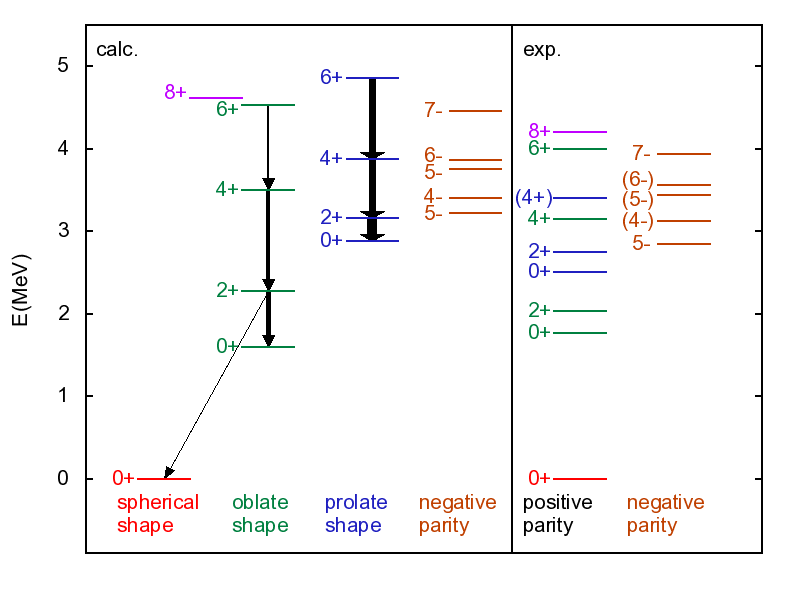 calc.
exp.
5
4
3
2
1
0
E(MeV)
8+
6+
4+
2+
0+
0+
6+
4+
2+
0+
7-
6-
5-
4-
5-
8+
6+
(4+)
4+
2+
0+
2+
0+
0+
7-
(6-)
(5-)
(4-)
5-
spherical
shape
oblate
shape
prolate
shape
negative
parity
positive
parity
negative
parity